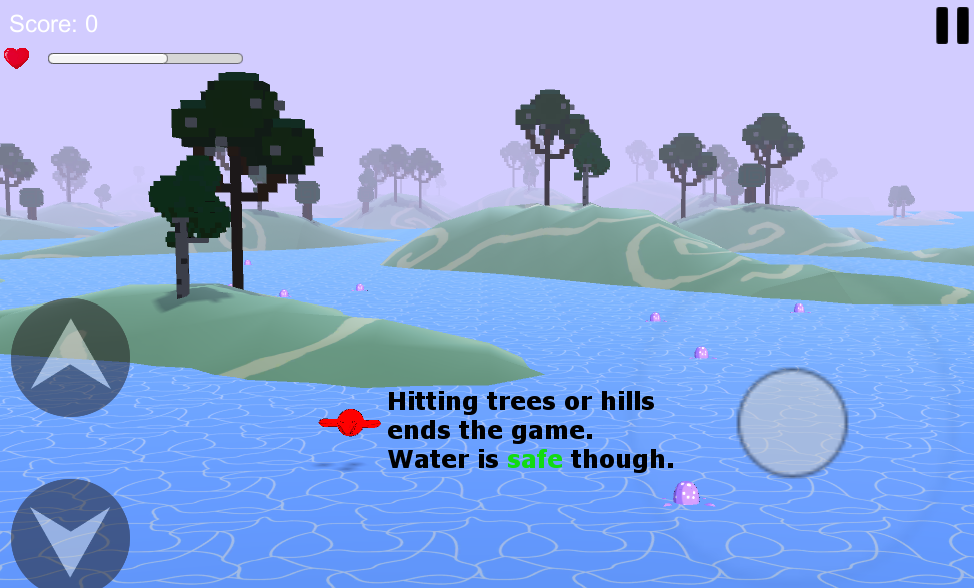 Score: 0
Hitting trees or hills
ends the game.
Water is safe though.